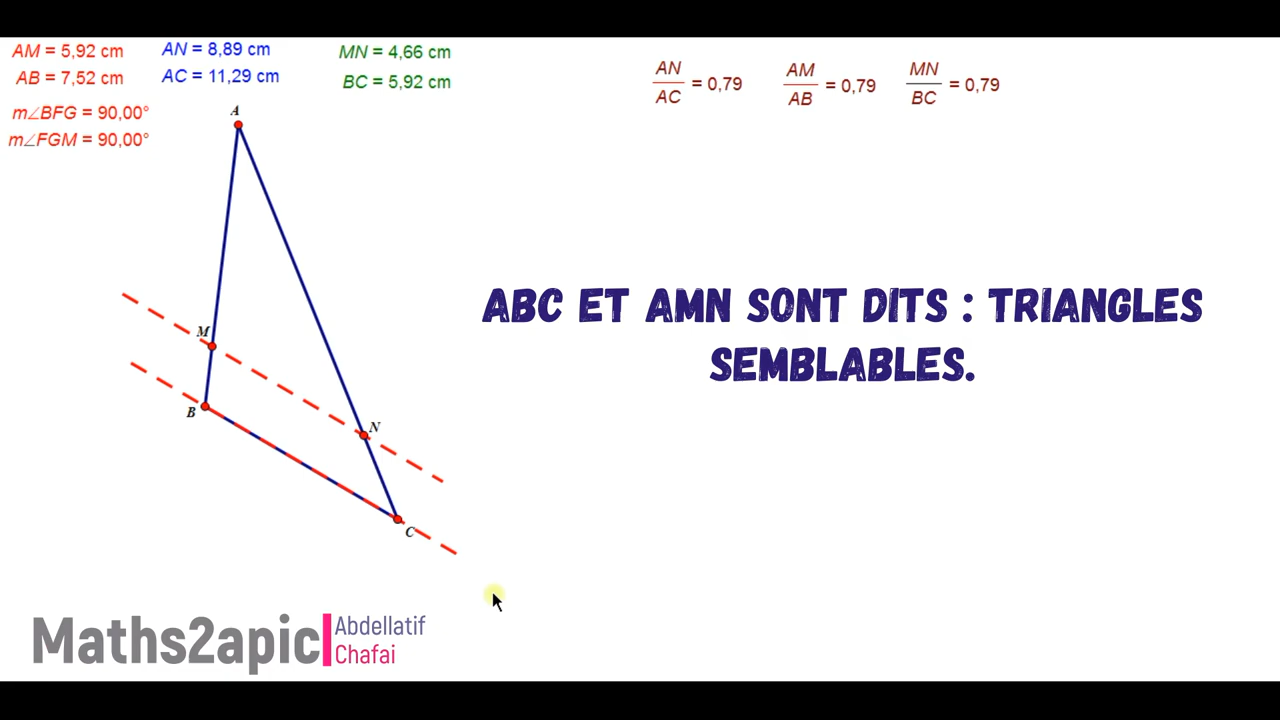 AM = 5,92 cm
AN = 8,89 cm
MN = 4,66 cm
AB = 7,52 cm
AC = 11,29 cm
BC = 5,92 cm
m∠BFG = 90,00°
m∠FGM = 90,00°
AN/AC = 0,79
AM/AB = 0,79
MN/BC = 0,79
A
M
B
N
C
ABC ET AMN SONT DITS : TRIANGLES
SEMBLABLES.
Maths2apic
Abdellatif
Chafai